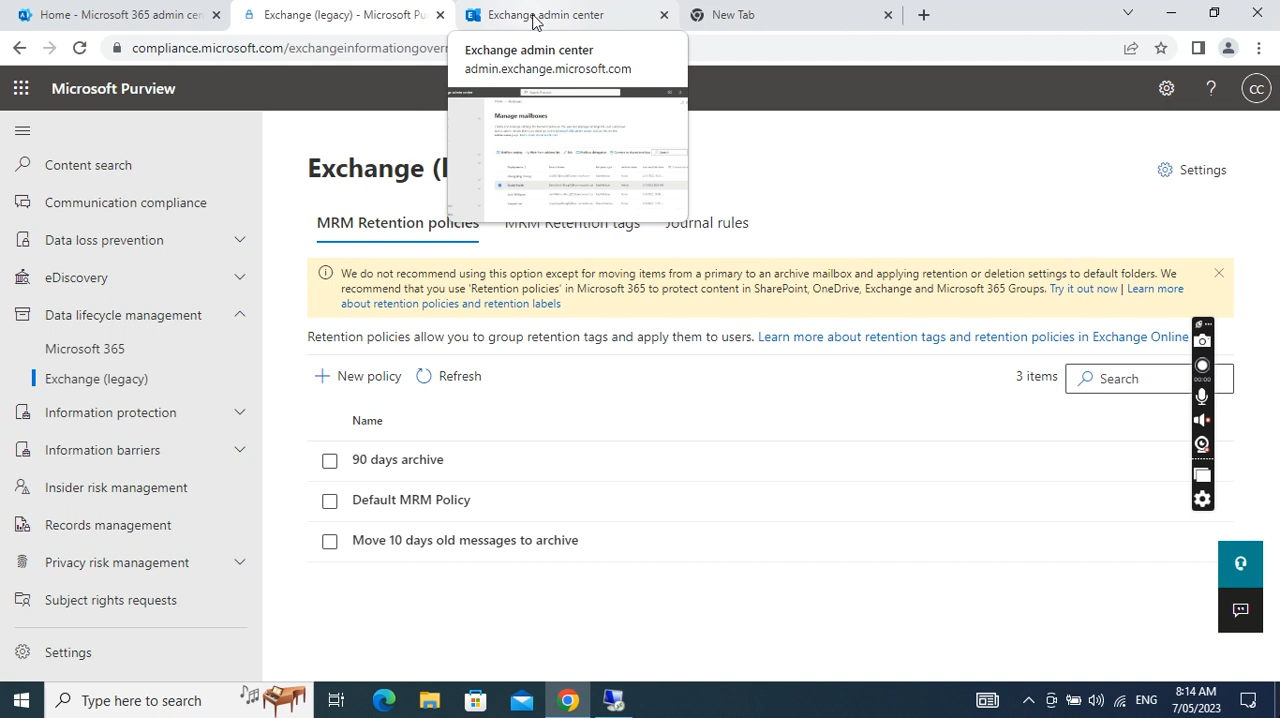 Home - Microsoft 365 admin cen
Exchange (legacy) - Microsoft Pu
Exchange admin center
New Tab
compliance.microsoft.com/exchangeinformationgover
Exchange admin center
admin.exchange.microsoft.com
Manage mailboxes
Microsoft Purview
CC
Content search
Communication compliance
Data loss prevention
eDiscovery
Data lifecycle management
Microsoft 365
Exchange (legacy)
Information protection
Information barriers
Insider risk management
Records management
Privacy risk management
Subject rights requests
Settings
Exchange (l
Settings
MRM Retention policies
MRM Retention tags
Journal rules
We do not recommend using this option except for moving items from a primary to an archive mailbox and applying retention or deletion settings to default folders. We
recommend that you use 'Retention policies' in Microsoft 365 to protect content in SharePoint, OneDrive, Exchange and Microsoft 365 Groups. Try it out now | Learn more
about retention policies and retention labels
Retention policies allow you to group retention tags and apply them to users. Learn more about retention tags and retention policies in Exchange Online
New policy
Refresh
3 items
Search
Name
90 days archive
Default MRM Policy
Move 10 days old messages to archive
00:00
Type here to search
ENG
8:14 AM
7/05/2023